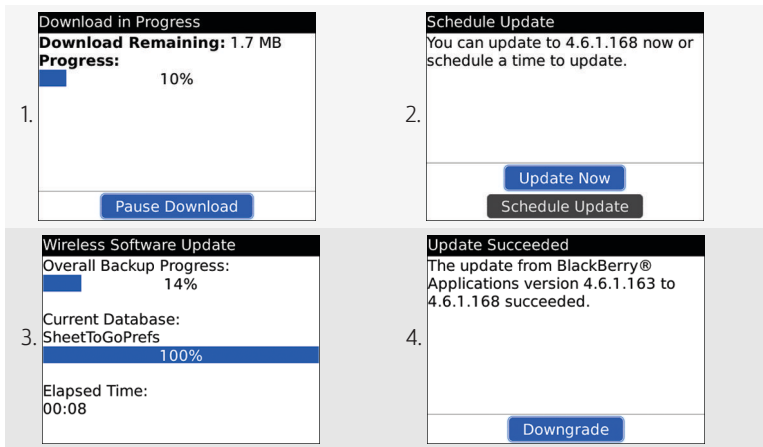 Download in Progress
Download Remaining: 1.7 MB
Progress:
10%
1.
Pause Download
Schedule Update
You can update to 4.6.1.168 now or
schedule a time to update.
2.
Update Now
Schedule Update
Wireless Software Update
Overall Backup Progress:
14%
Current Database:
3. SheetToGoPrefs
100%
Elapsed Time:
00:08
Update Succeeded
The update from BlackBerry®
Applications version 4.6.1.163 to
4.6.1.168 succeeded.
4.
Downgrade